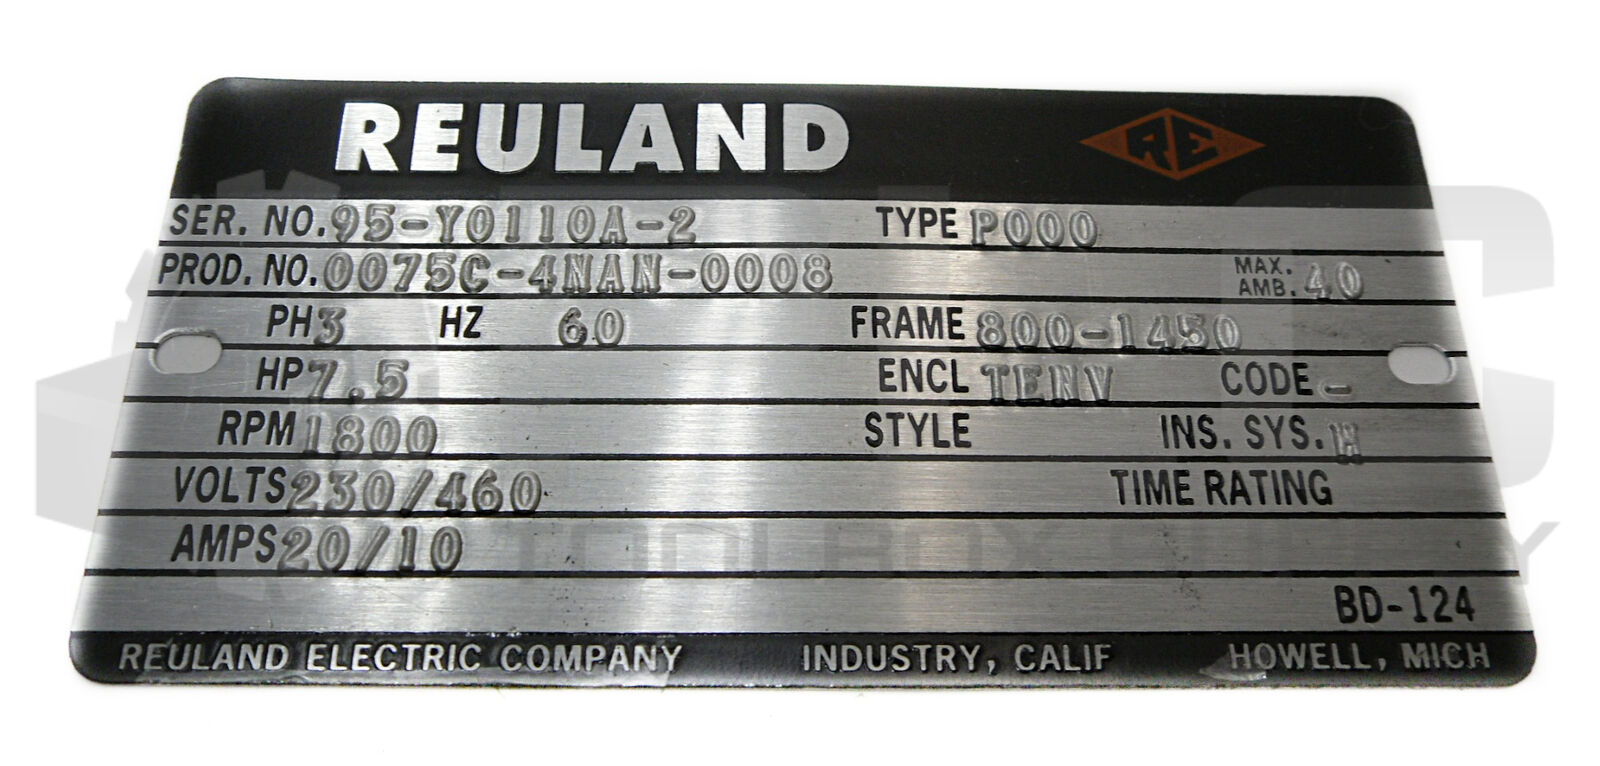 REULAND RE
SER. NO. 95-Y0110A-2 TYPE P000
PROD. NO. 0075C-4NAN-0008 MAX. AMB. 40
PH 3 HZ 60 FRAME 800-1450
HP 7.5 ENCL TENV CODE -
RPM 1800 STYLE INS. SYS. H
VOLTS 230/460 TIME RATING
AMPS 20/10
BD-124
REULAND ELECTRIC COMPANY INDUSTRY, CALIF HOWELL, MICH